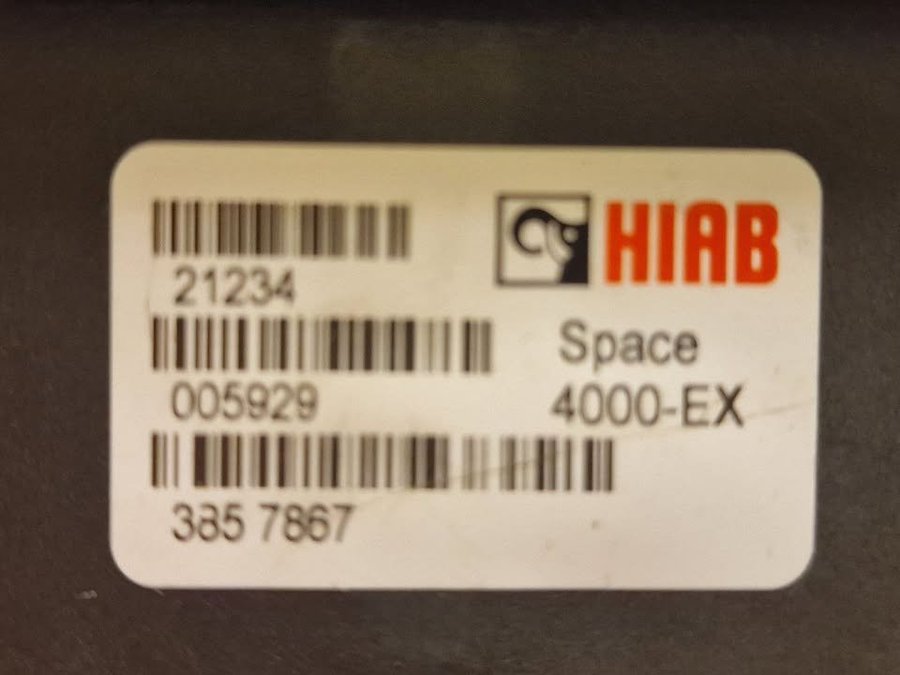 21234
HIAB
005929
Space
4000-EX
385 7867